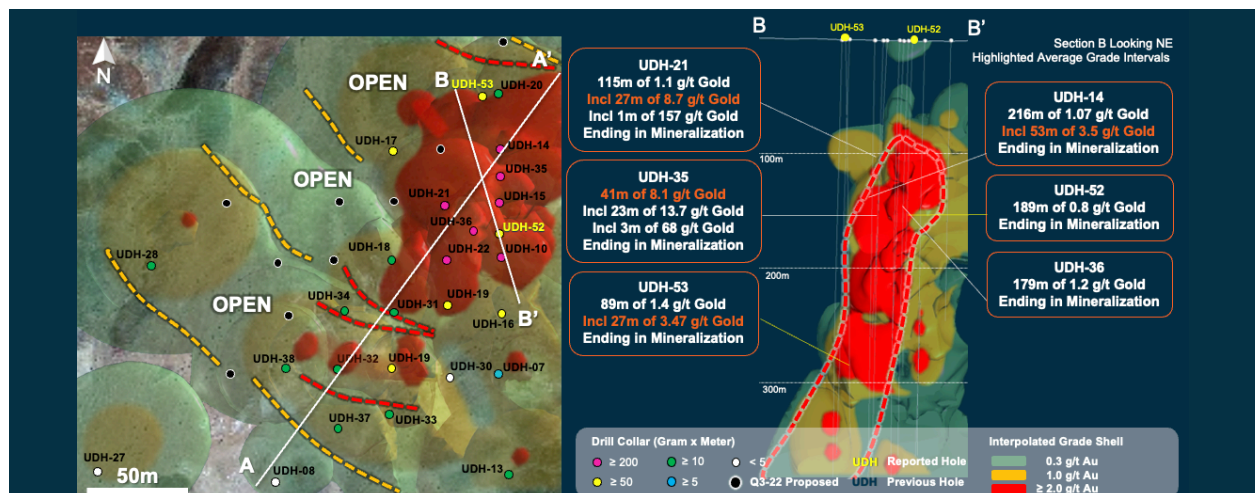 N
OPEN
OPEN
OPEN
A'
B
UDH-53
UDH-20
UDH-17
UDH-14
UDH-35
UDH-21
UDH-15
UDH-36
UDH-52
UDH-18
UDH-22
UDH-10
UDH-28
UDH-34
UDH-31
UDH-19
B'
UDH-16
UDH-38
UDH-32
UDH-19
UDH-30
UDH-07
UDH-37
UDH-33
A
UDH-27
UDH-08
UDH-13
50m
B
UDH-53
UDH-52
B'
Section B Looking NE
Highlighted Average Grade Intervals
UDH-21
115m of 1.1 g/t Gold
Incl 27m of 8.7 g/t Gold
Incl 1m of 157 g/t Gold
Ending in Mineralization
UDH-35
41m of 8.1 g/t Gold
Incl 23m of 13.7 g/t Gold
Incl 3m of 68 g/t Gold
Ending in Mineralization
UDH-53
89m of 1.4 g/t Gold
Incl 27m of 3.47 g/t Gold
Ending in Mineralization
100m
200m
300m
UDH-14
216m of 1.07 g/t Gold
Incl 53m of 3.5 g/t Gold
Ending in Mineralization
UDH-52
189m of 0.8 g/t Gold
Ending in Mineralization
UDH-36
179m of 1.2 g/t Gold
Ending in Mineralization
Drill Collar (Gram x Meter)
≥ 200
≥ 10
< 5
UDH Reported Hole
≥ 50
≥ 5
Q3-22 Proposed
UDH Previous Hole
Interpolated Grade Shell
0.3 g/t Au
1.0 g/t Au
≥ 2.0 g/t Au